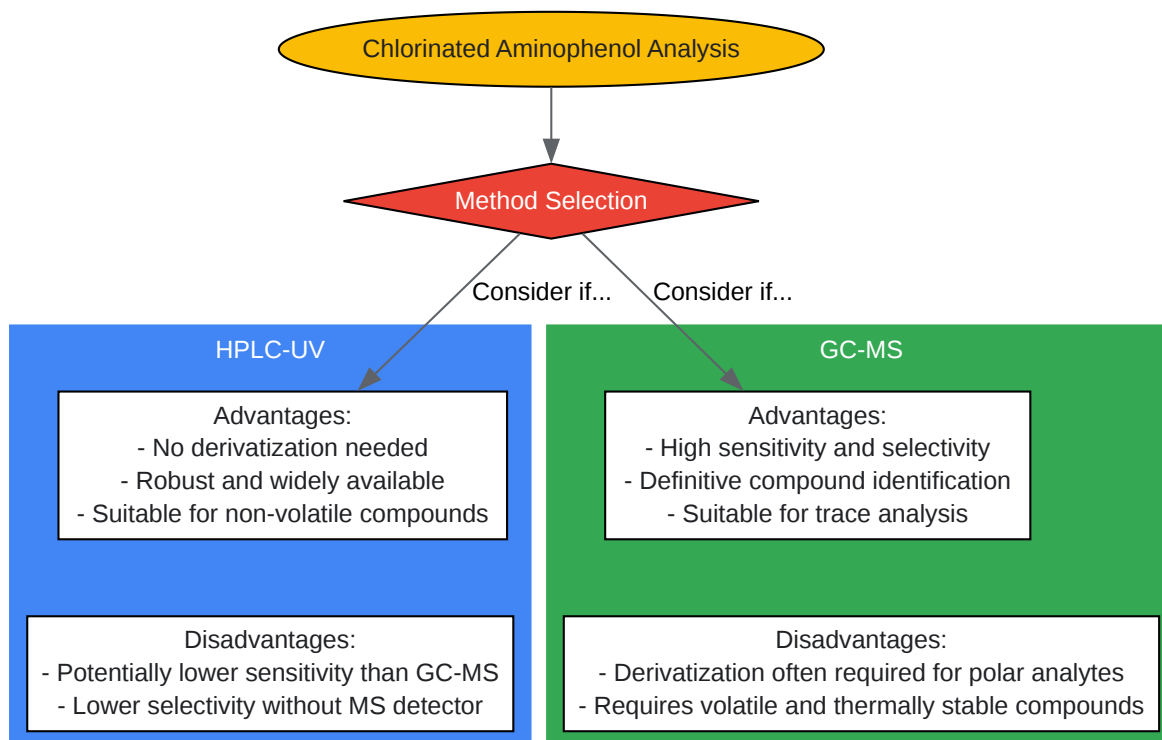 Chlorinated Aminophenol Analysis
Method Selection
Consider if...
Consider if...
HPLC-UV
Advantages:
- No derivatization needed
- Robust and widely available
- Suitable for non-volatile compounds
Disadvantages:
- Potentially lower sensitivity than GC-MS
- Lower selectivity without MS detector
GC-MS
Advantages:
- High sensitivity and selectivity
- Definitive compound identification
- Suitable for trace analysis
Disadvantages:
- Derivatization often required for polar analytes
- Requires volatile and thermally stable compounds